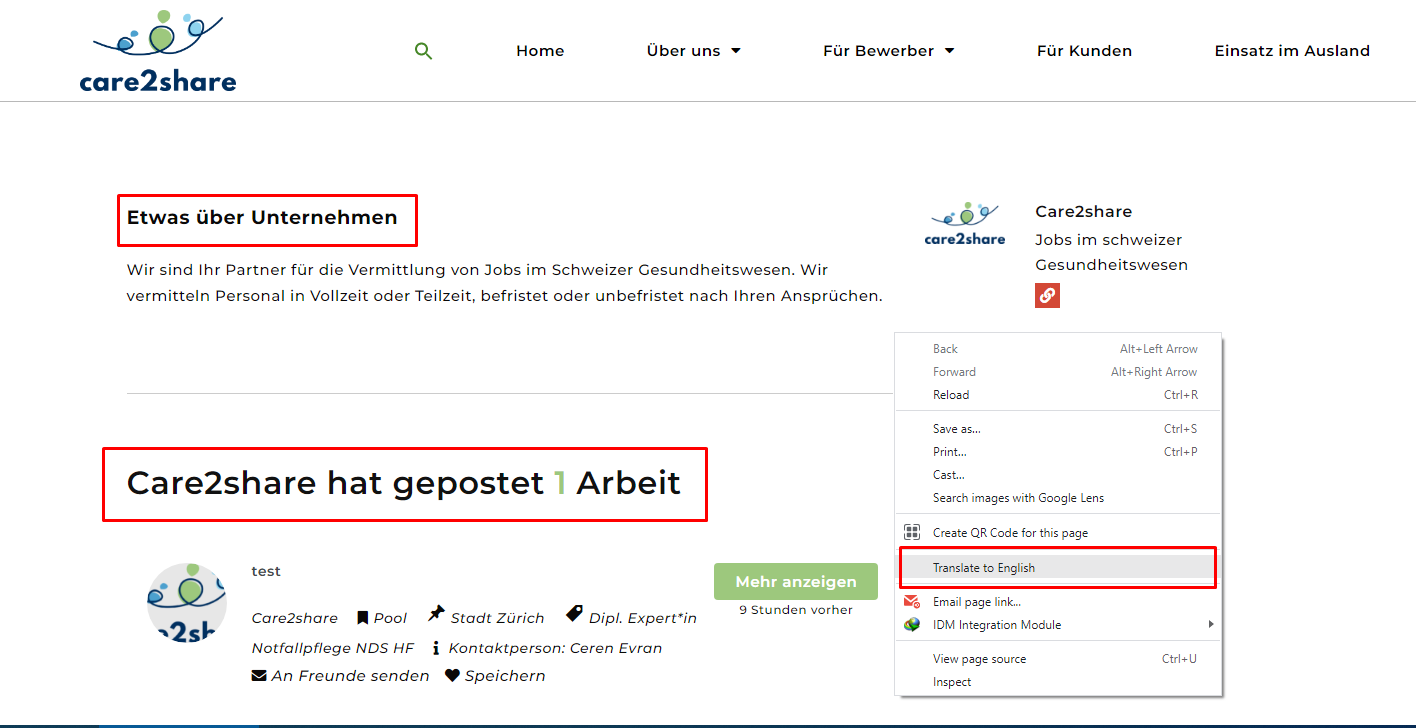 care2share
Home
Über uns
Für Bewerber
Für Kunden
Einsatz im Ausland
Etwas über Unternehmen
Wir sind Ihr Partner für die Vermittlung von Jobs im Schweizer Gesundheitswesen. Wir
vermitteln Personal in Vollzeit oder Teilzeit, befristet oder unbefristet nach Ihren Ansprüchen.
care2share
Care2share
Jobs im schweizer
Gesundheitswesen
Care2share hat gepostet 1 Arbeit
e2sh
test
Care2share Pool Stadt Zürich Dipl. Expert*in
Notfallpflege NDS HF Kontaktperson: Ceren Evran
An Freunde senden Speichern
Mehr anzeigen
9 Stunden vorher
Back Alt+Left Arrow
Forward Alt+Right Arrow
Reload Ctrl+R
Save as... Ctrl+S
Print... Ctrl+P
Cast...
Search images with Google Lens
Create QR Code for this page
Translate to English
Email page link...
IDM Integration Module
View page source Ctrl+U
Inspect